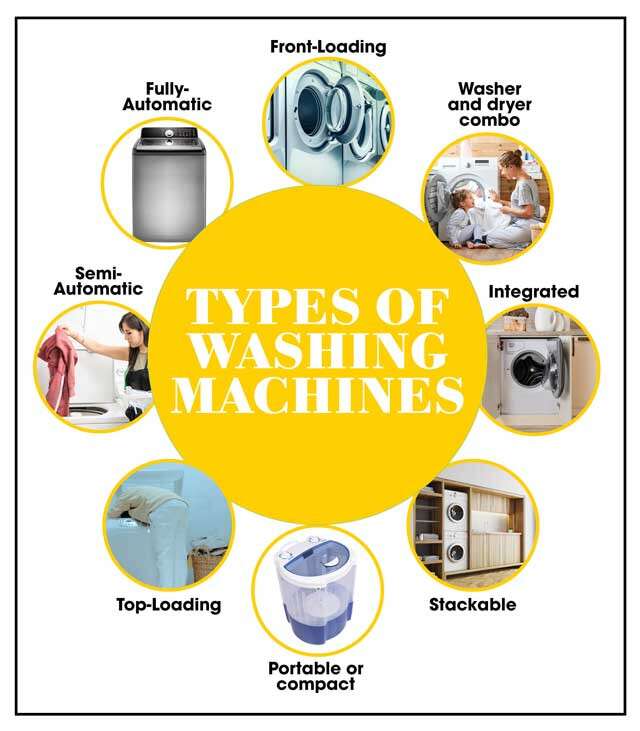 Front-Loading
Fully-
Automatic
Washer
and dryer
combo
Semi-
Automatic
Integrated
TYPES OF
WASHING
MACHINES
Top-Loading
Stackable
Portable or
compact